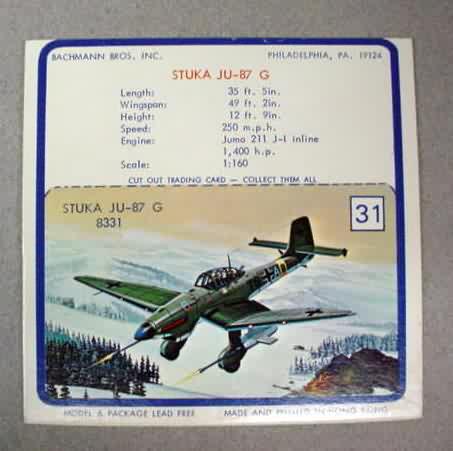 BACHMANN BROS. INC. PHILADELPHIA, PA. 19124
STUKA JU-87 G
Length: 35 ft. 5in.
Wingspan: 49 ft. 2in.
Height: 12 ft. 9in.
Speed: 250 m.p.h.
Engine: Jumo 211 J-1 inline
1,400 h.p.
Scale: 1:160
CUT OUT TRADING CARD — COLLECT THEM ALL
STUKA JU-87 G
8331
31
MODEL & PACKAGE LEAD FREE MADE AND PRINTED IN HONG KONG